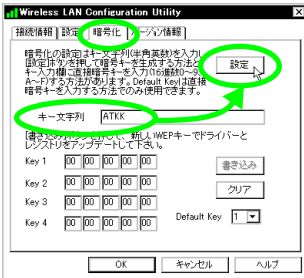 Wireless LAN Configuration Utility
接続情報 設定 暗号化 バージョン情報
暗号化の設定はキー文字列(半角英数)を入力し
[設定]ボタンを押して暗号キーを生成する方法と
キー入力欄に直接暗号キーを入力(16進数0~9、
A~F)する方法があります。Default Keyは直接
暗号キーを入力する方法でのみ使用できます。
設定
キー文字列 ATKK
[書き込み]ボタンを押して、新しいWEPキーでドライバーと
レジストリをアップデートして下さい。
Key 1 00 00 00 00 00
書き込み
Key 2 00 00 00 00 00
クリア
Key 3 00 00 00 00 00
Key 4 00 00 00 00 00
Default Key 1
OK キャンセル ヘルプ